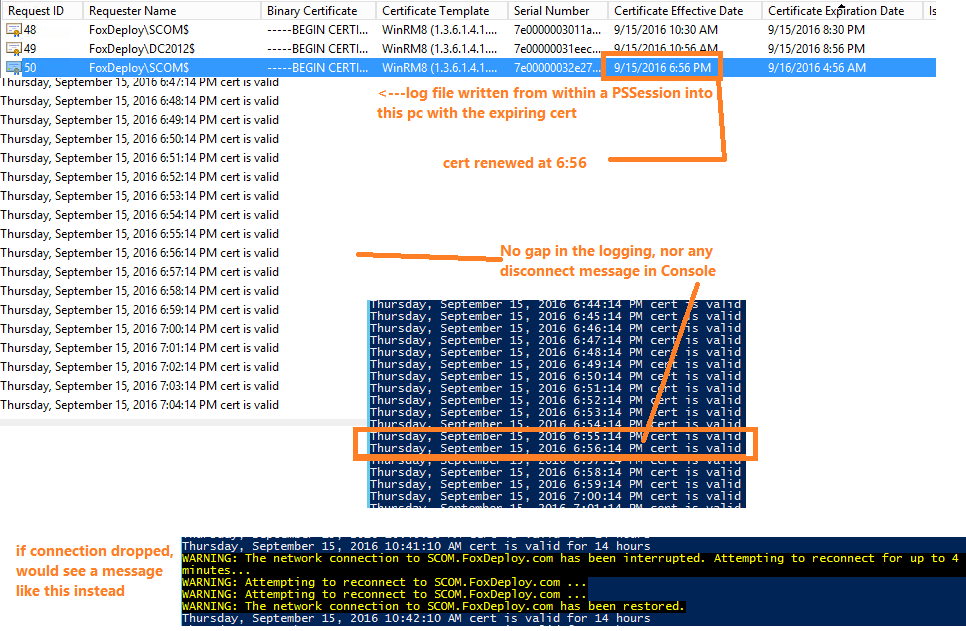 Request ID Requester Name Binary Certificate Certificate Template Serial Number Certificate Effective Date Certificate Expiration Date Is
48 FoxDeploy\SCOM$ -----BEGIN CERTI... WinRM8 (1.3.6.1.4.1.... 7e0000003011a... 9/15/2016 10:30 AM 9/15/2016 8:30 PM
49 FoxDeploy\DC2012$ -----BEGIN CERTI... WinRM8 (1.3.6.1.4.1.... 7e00000031eec... 9/15/2016 10:56 AM 9/15/2016 8:56 PM
50 FoxDeploy\SCOM$ -----BEGIN CERTI... WinRM8 (1.3.6.1.4.1.... 7e00000032e27... 9/15/2016 6:56 PM 9/16/2016 4:56 AM
Thursday, September 15, 2016 6:47:14 PM cert is valid
Thursday, September 15, 2016 6:48:14 PM cert is valid
Thursday, September 15, 2016 6:49:14 PM cert is valid
Thursday, September 15, 2016 6:50:14 PM cert is valid
Thursday, September 15, 2016 6:51:14 PM cert is valid
Thursday, September 15, 2016 6:52:14 PM cert is valid
Thursday, September 15, 2016 6:53:14 PM cert is valid
Thursday, September 15, 2016 6:54:14 PM cert is valid
Thursday, September 15, 2016 6:55:14 PM cert is valid
Thursday, September 15, 2016 6:56:14 PM cert is valid
Thursday, September 15, 2016 6:57:14 PM cert is valid
Thursday, September 15, 2016 6:58:14 PM cert is valid
Thursday, September 15, 2016 6:59:14 PM cert is valid
Thursday, September 15, 2016 7:00:14 PM cert is valid
Thursday, September 15, 2016 7:01:14 PM cert is valid
Thursday, September 15, 2016 7:02:14 PM cert is valid
Thursday, September 15, 2016 7:03:14 PM cert is valid
Thursday, September 15, 2016 7:04:14 PM cert is valid
<---log file written from within a PSSession into
this pc with the expiring cert
cert renewed at 6:56
No gap in the logging, nor any
disconnect message in Console
Thursday, September 15, 2016 6:44:14 PM cert is valid
Thursday, September 15, 2016 6:45:14 PM cert is valid
Thursday, September 15, 2016 6:46:14 PM cert is valid
Thursday, September 15, 2016 6:47:14 PM cert is valid
Thursday, September 15, 2016 6:48:14 PM cert is valid
Thursday, September 15, 2016 6:49:14 PM cert is valid
Thursday, September 15, 2016 6:50:14 PM cert is valid
Thursday, September 15, 2016 6:51:14 PM cert is valid
Thursday, September 15, 2016 6:52:14 PM cert is valid
Thursday, September 15, 2016 6:53:14 PM cert is valid
Thursday, September 15, 2016 6:54:14 PM cert is valid
Thursday, September 15, 2016 6:55:14 PM cert is valid
Thursday, September 15, 2016 6:56:14 PM cert is valid
Thursday, September 15, 2016 6:57:14 PM cert is valid
Thursday, September 15, 2016 6:58:14 PM cert is valid
Thursday, September 15, 2016 6:59:14 PM cert is valid
Thursday, September 15, 2016 7:00:14 PM cert is valid
Thursday, September 15, 2016 7:01:14 PM cert is valid
if connection dropped,
would see a message
like this instead
Thursday, September 15, 2016 10:41:10 AM cert is valid for 14 hours
WARNING: The network connection to SCOM.FoxDeploy.com has been interrupted. Attempting to reconnect for up to 4
minutes...
WARNING: Attempting to reconnect to SCOM.FoxDeploy.com ...
WARNING: Attempting to reconnect to SCOM.FoxDeploy.com ...
WARNING: The network connection to SCOM.FoxDeploy.com has been restored.
Thursday, September 15, 2016 10:42:10 AM cert is valid for 14 hours